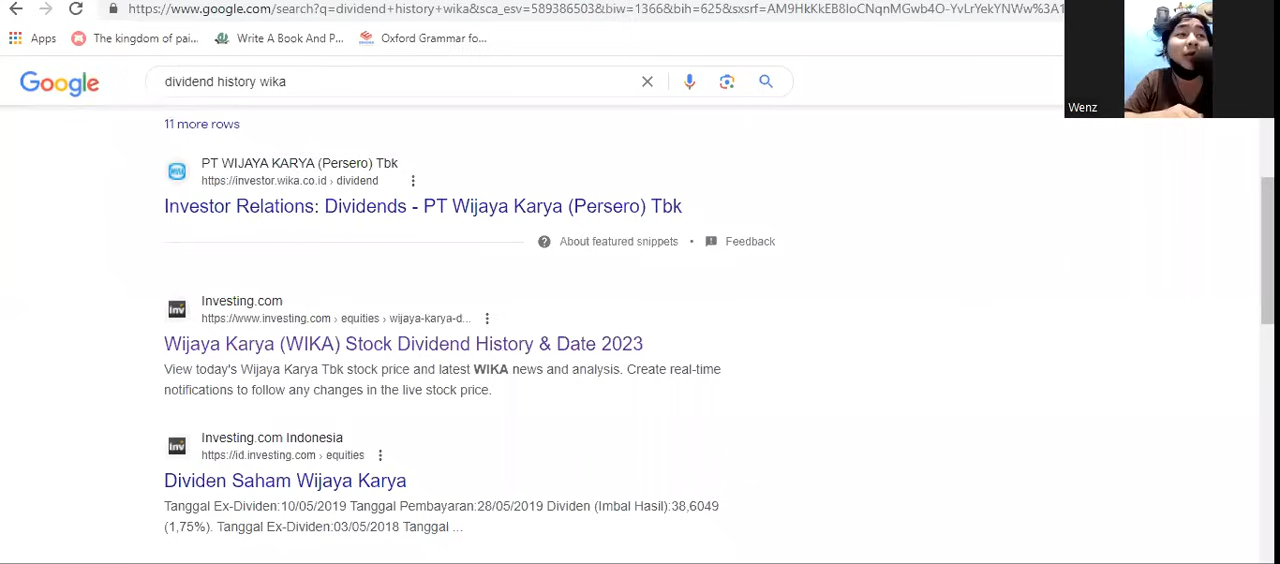 https://www.google.com/search?q=dividend+history+wika&sca_esv=589386503&biw=1366&bih=625&sxsrf=AM9HkKkEB8IoCNqnMGwb4O-YvLrYekYNWw%3A1
Apps The kingdom of pai... Write A Book And P... Oxford Grammar fo...
Wenz
Google dividend history wika
11 more rows
PT WIJAYA KARYA (Persero) Tbk
https://investor.wika.co.id › dividend
Investor Relations: Dividends - PT Wijaya Karya (Persero) Tbk
About featured snippets • Feedback
Inv Investing.com
https://www.investing.com › equities › wijaya-karya-d...
Wijaya Karya (WIKA) Stock Dividend History & Date 2023
View today's Wijaya Karya Tbk stock price and latest WIKA news and analysis. Create real-time
notifications to follow any changes in the live stock price.
Inv Investing.com Indonesia
https://id.investing.com › equities
Dividen Saham Wijaya Karya
Tanggal Ex-Dividen:10/05/2019 Tanggal Pembayaran:28/05/2019 Dividen (Imbal Hasil):38,6049
(1,75%). Tanggal Ex-Dividen:03/05/2018 Tanggal ...